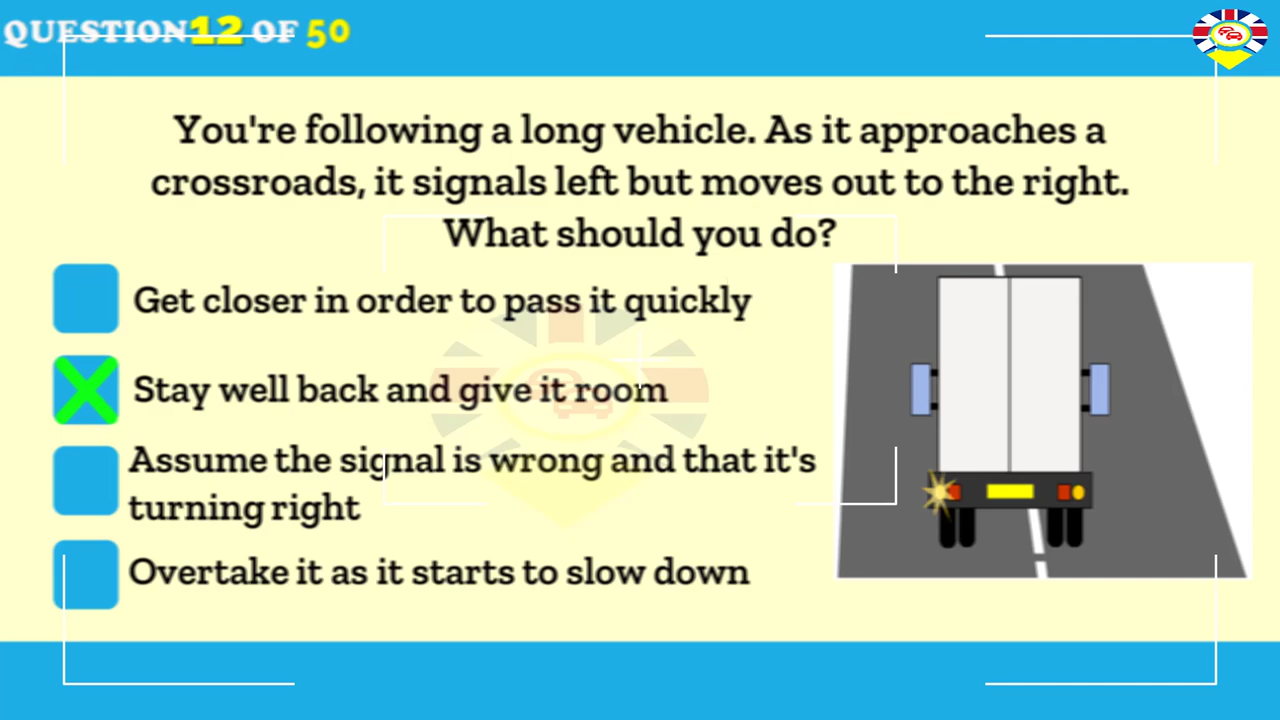 QUESTION 12 OF 50
You're following a long vehicle. As it approaches a
crossroads, it signals left but moves out to the right.
What should you do?
Get closer in order to pass it quickly
Stay well back and give it room
Assume the signal is wrong and that it's
turning right
Overtake it as it starts to slow down